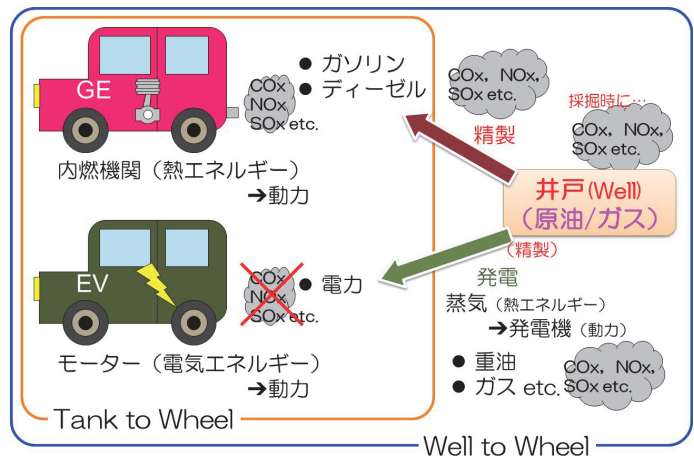 GE
COx
NOx
SOx etc.
● ガソリン
● ディーゼル
内燃機関（熱エネルギー）
➔動力
EV
COx
NOx
SOx etc.
● 電力
モーター（電気エネルギー）
➔動力
Tank to Wheel
COx，NOx，
SOx etc.
精製
採掘時に…
COx，NOx，
SOx etc.
井戸(Well)
（原油/ガス）
（精製）
発電
蒸気（熱エネルギー）
➔発電機（動力）
● 重油
● ガス etc.
COx，NOx，
SOx etc.
Well to Wheel